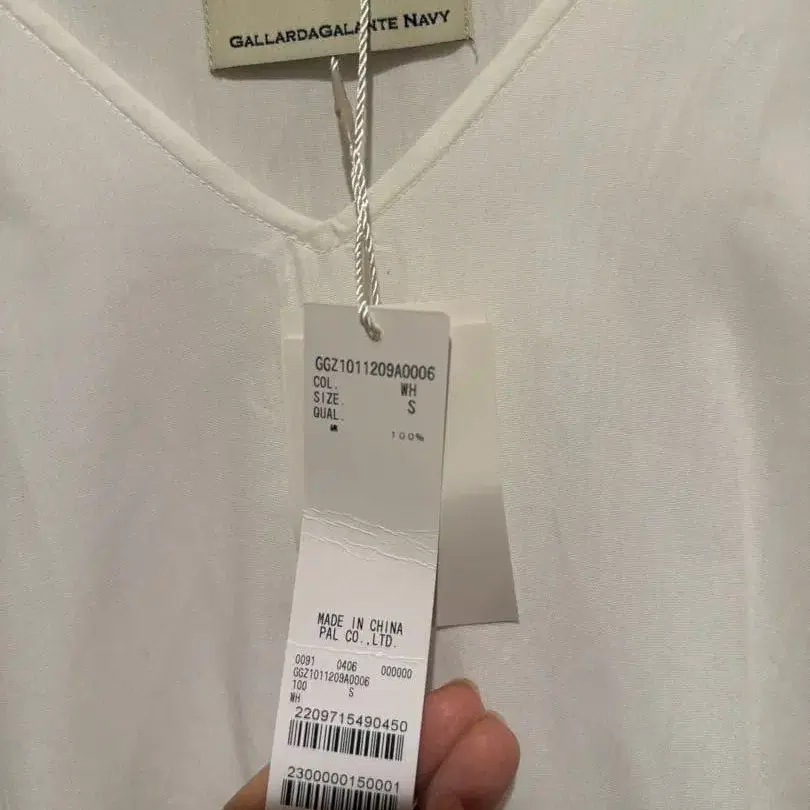 GALLARDAGALANTE NAVY
GGZ1011209A0006
COL. WH
SIZE. S
QUAL.
100%
MADE IN CHINA
PAL CO.,LTD.
0091 0406 000000
GGZ1011209A0006
100 S
WH
2209715490450
2300000150001